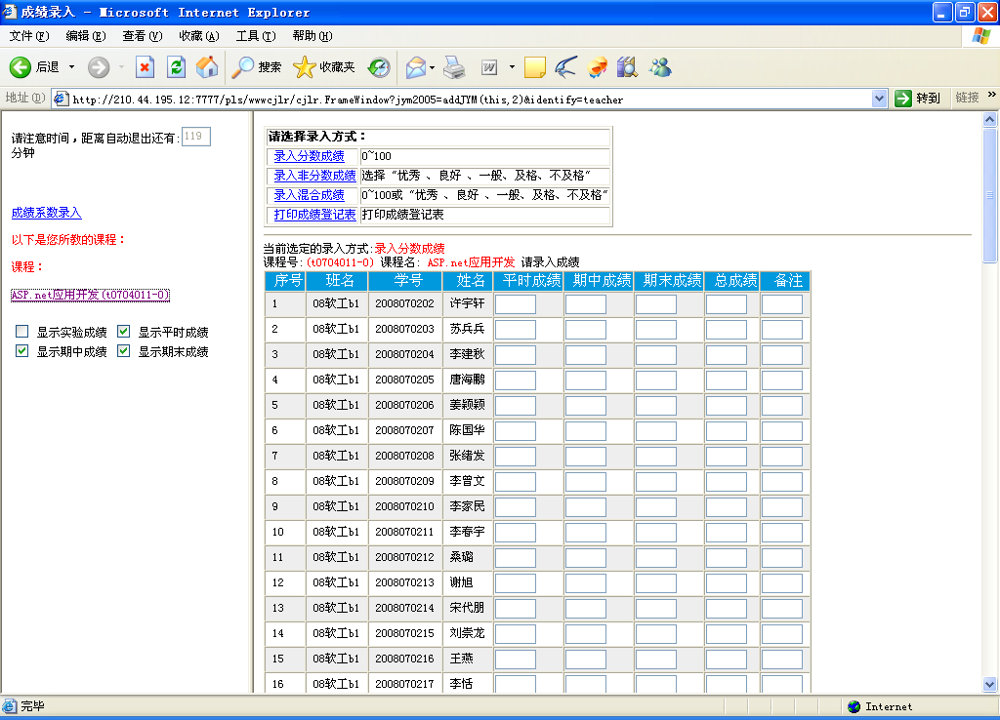 成绩录入 - Microsoft Internet Explorer
文件(F) 编辑(E) 查看(V) 收藏(A) 工具(T) 帮助(H)
后退 搜索 收藏夹
地址(D) http://210.44.195.12:7777/pls/wwwcjlr/cjlr.FrameWindow?jym2005=addJYM(this,2)&identify=teacher 转到 链接 »
请注意时间，距离自动退出还有: 119
分钟
成绩系数录入
以下是您所教的课程：
课程：
ASP.net应用开发(t0704011-0)
显示实验成绩 显示平时成绩
显示期中成绩 显示期末成绩
请选择录入方式：
录入分数成绩 0~100
录入非分数成绩 选择 "优秀 、良好 、一般、及格、不及格"
录入混合成绩 0~100或 "优秀 、良好 、一般、及格、不及格"
打印成绩登记表 打印成绩登记表
当前选定的录入方式:录入分数成绩
课程号:(t0704011-0) 课程名: ASP.net应用开发 请录入成绩
序号 班名 学号 姓名 平时成绩 期中成绩 期末成绩 总成绩 备注
1 08软工b1 2008070202 许宇轩
2 08软工b1 2008070203 苏兵兵
3 08软工b1 2008070204 李建秋
4 08软工b1 2008070205 唐海鹏
5 08软工b1 2008070206 姜颖颖
6 08软工b1 2008070207 陈国华
7 08软工b1 2008070208 张绪发
8 08软工b1 2008070209 李曾文
9 08软工b1 2008070210 李家民
10 08软工b1 2008070211 李春宇
11 08软工b1 2008070212 桑璐
12 08软工b1 2008070213 谢旭
13 08软工b1 2008070214 宋代朋
14 08软工b1 2008070215 刘崇龙
15 08软工b1 2008070216 王燕
16 08软工b1 2008070217 李恬
完毕 Internet